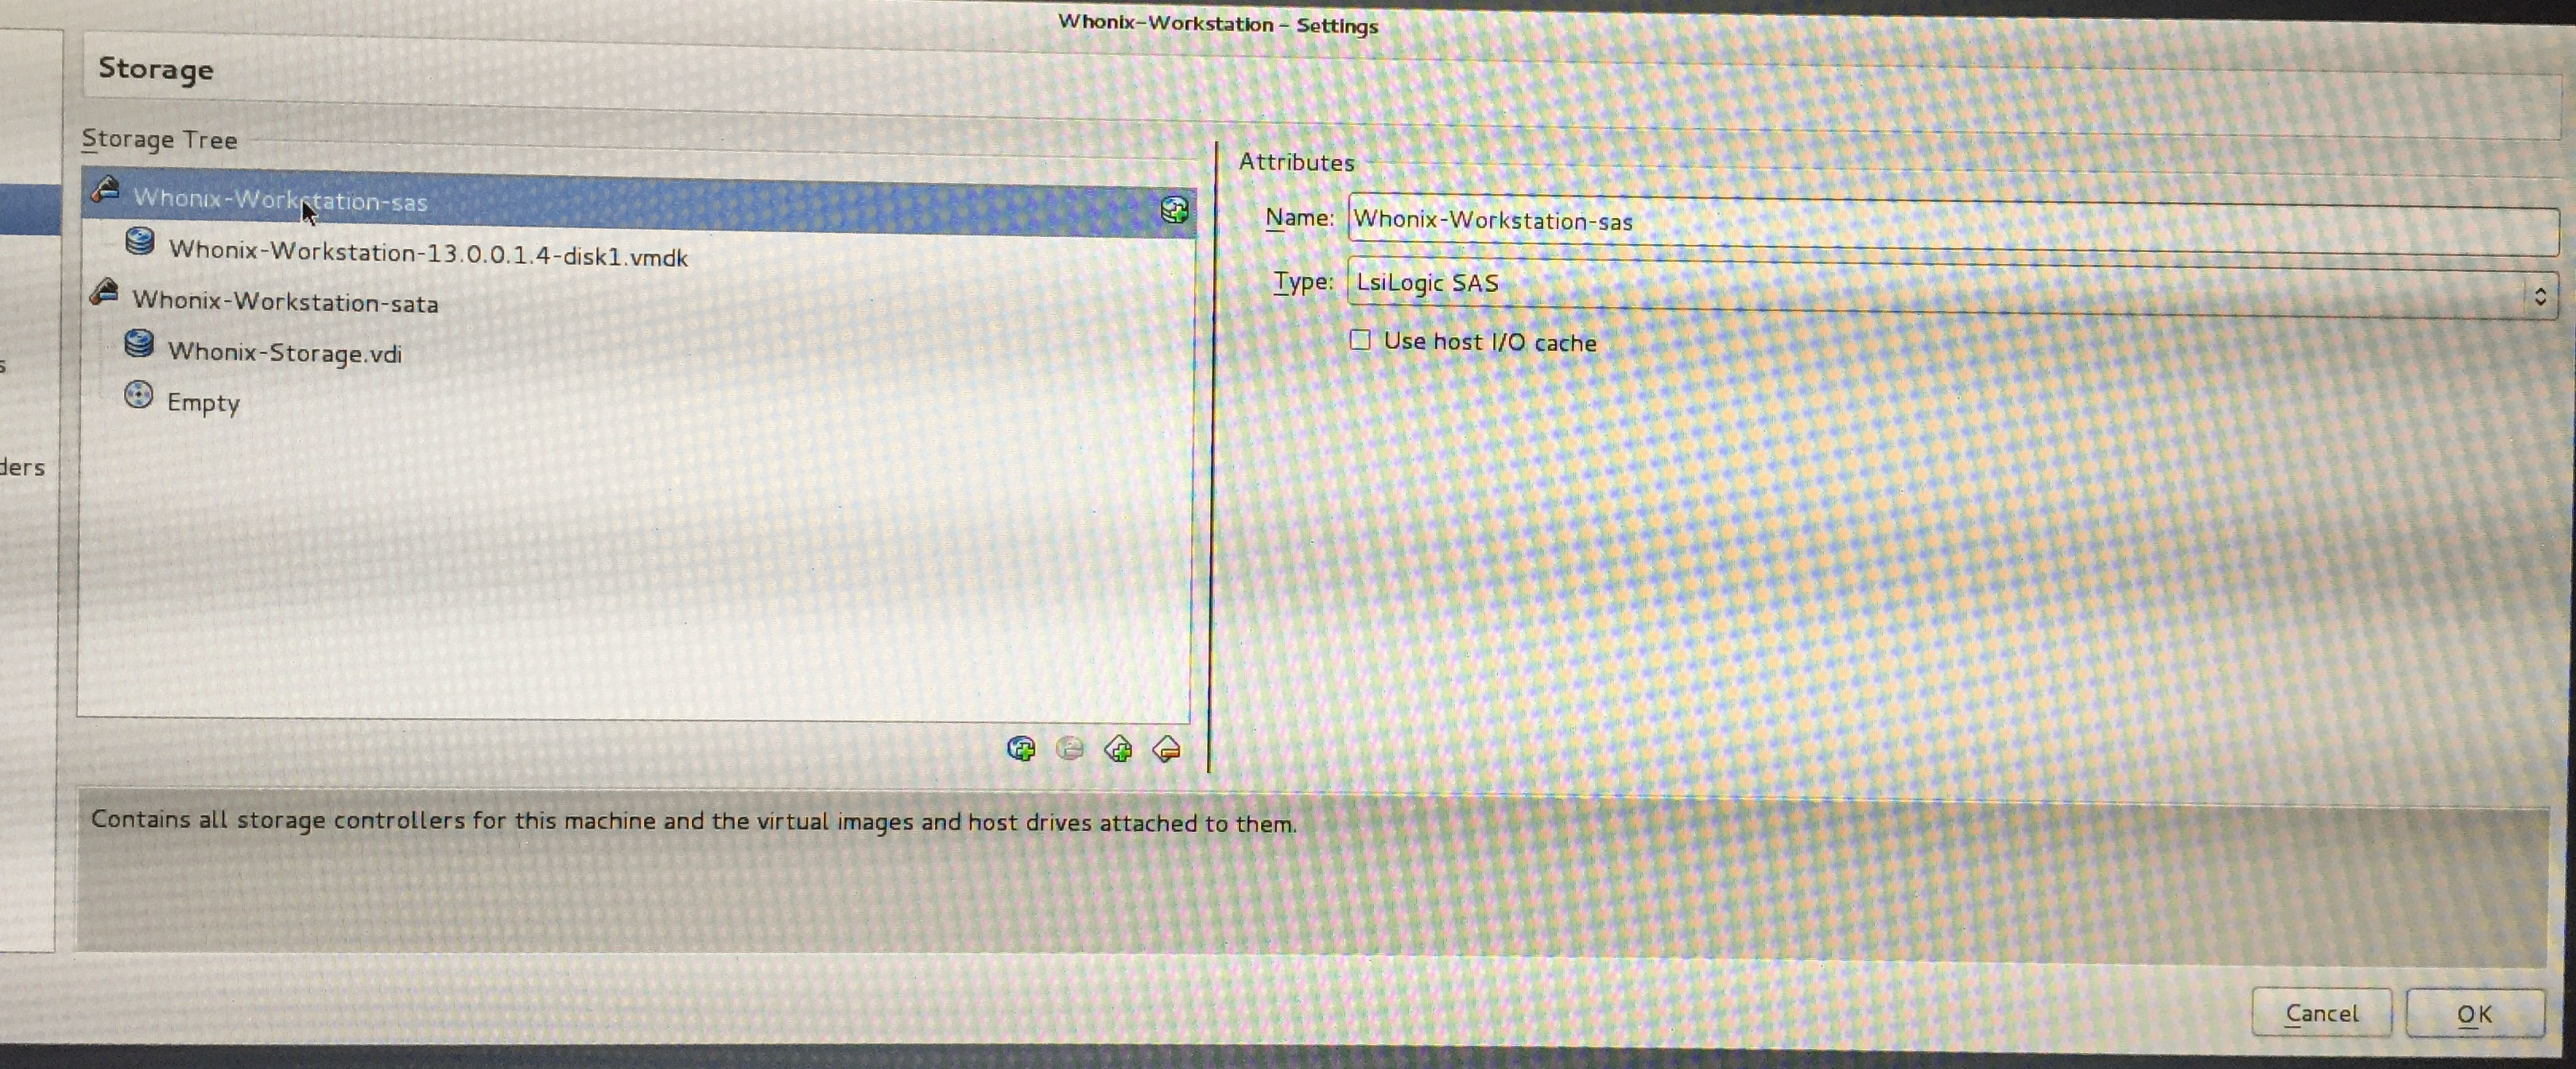 Whonix-Workstation - Settings
Storage
Storage Tree
Whonix-Workstation-sas
Whonix-Workstation-13.0.0.1.4-disk1.vmdk
Whonix-Workstation-sata
Whonix-Storage.vdi
Empty
Attributes
Name: Whonix-Workstation-sas
Type: LsiLogic SAS
Use host I/O cache
s
ders
Contains all storage controllers for this machine and the virtual images and host drives attached to them.
Cancel OK